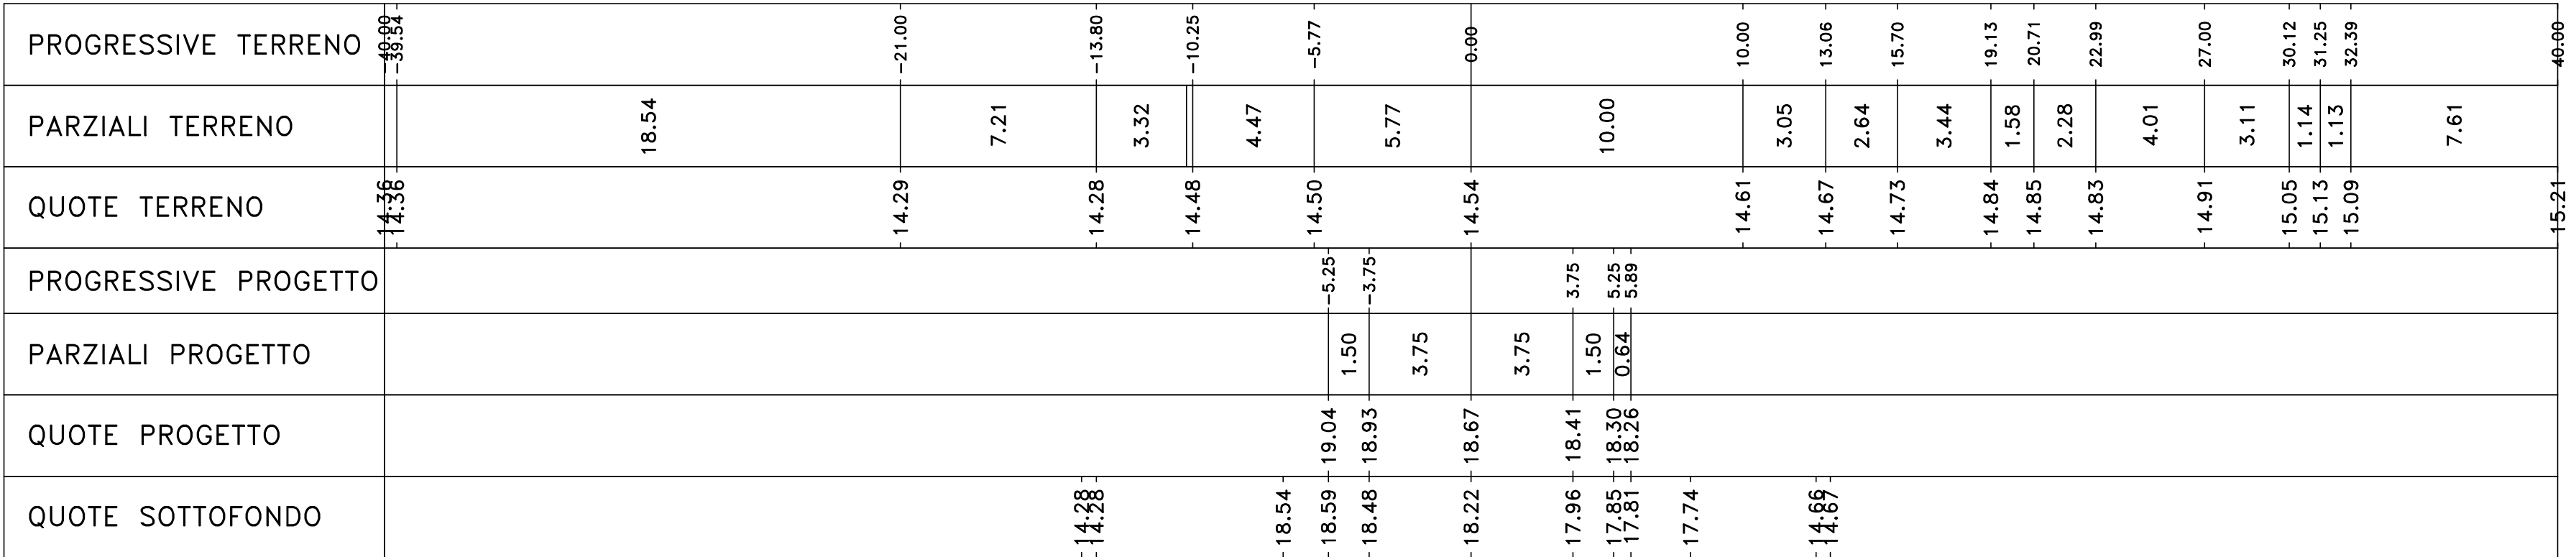 PROGRESSIVE TERRENO -40.00 -39.54 -21.00 -13.80 -10.25 -5.77 0.00 10.00 13.06 15.70 19.13 20.71 22.99 27.00 30.12 31.25 32.39 40.00
PARZIALI TERRENO 18.54 7.21 3.32 4.47 5.77 10.00 3.05 2.64 3.44 1.58 2.28 4.01 3.11 1.14 1.13 7.61
QUOTE TERRENO 14.36 14.36 14.29 14.28 14.48 14.50 14.54 14.61 14.67 14.73 14.84 14.85 14.83 14.91 15.05 15.13 15.09 15.21
PROGRESSIVE PROGETTO -5.25 -3.75 3.75 5.25 5.89
PARZIALI PROGETTO 1.50 3.75 3.75 1.50 0.64
QUOTE PROGETTO 19.04 18.93 18.67 18.41 18.30 18.26
QUOTE SOTTOFONDO 14.28 14.28 18.54 18.59 18.48 18.22 17.96 17.85 17.81 17.74 14.66 14.67